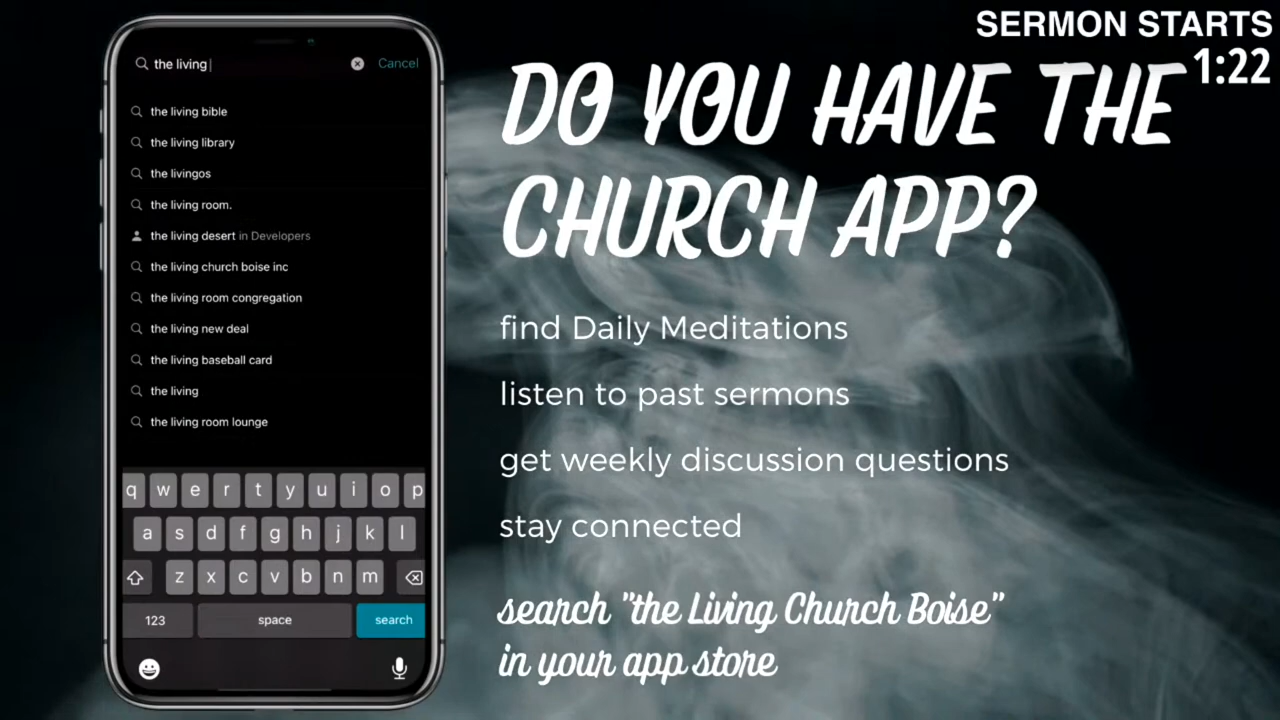 SERMON STARTS
1:22
the living
Cancel
the living bible
the living library
the livingos
the living room.
the living desert in Developers
the living church boise inc
the living room congregation
the living new deal
the living baseball card
the living
the living room lounge
q w e r t y u i o p
a s d f g h j k l
z x c v b n m
123 space search
DO YOU HAVE THE
CHURCH APP?
find Daily Meditations
listen to past sermons
get weekly discussion questions
stay connected
search "the Living Church Boise"
in your app store